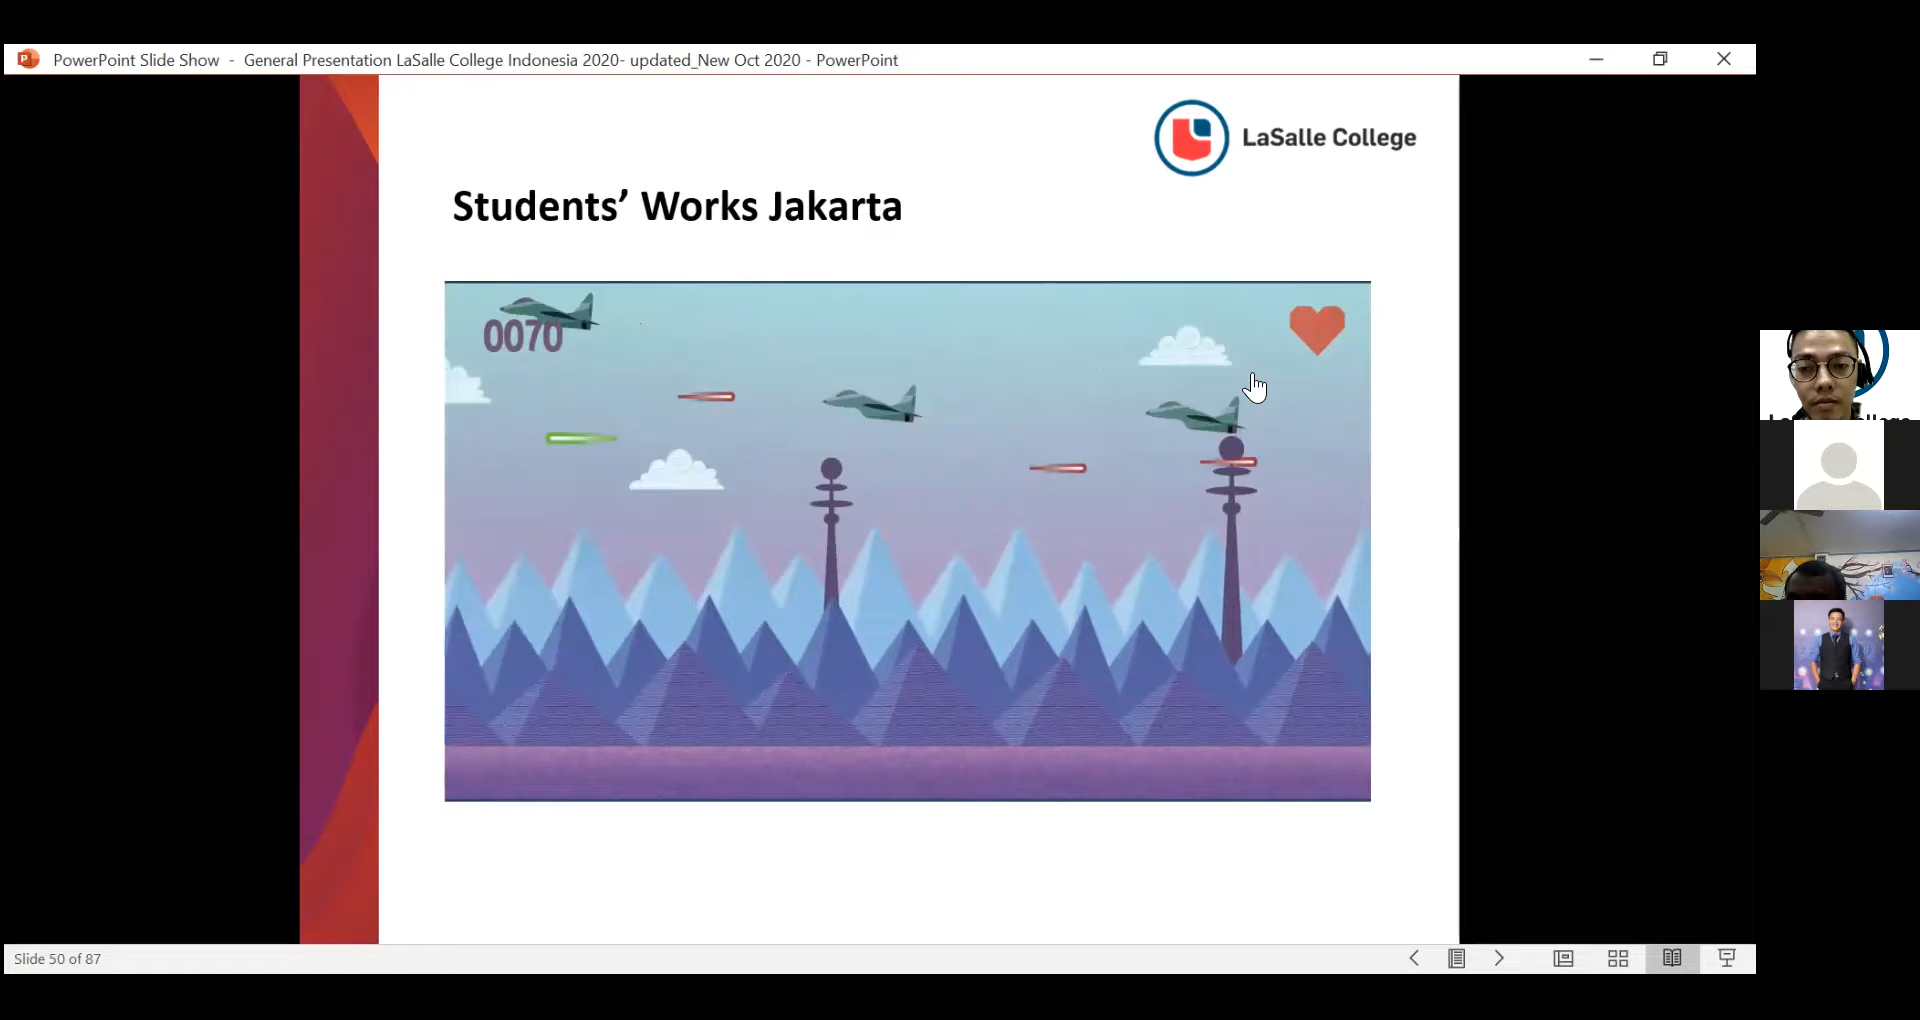 PowerPoint Slide Show - General Presentation LaSalle College Indonesia 2020- updated_New Oct 2020 - PowerPoint
LaSalle College
Students’ Works Jakarta
0070
Slide 50 of 87